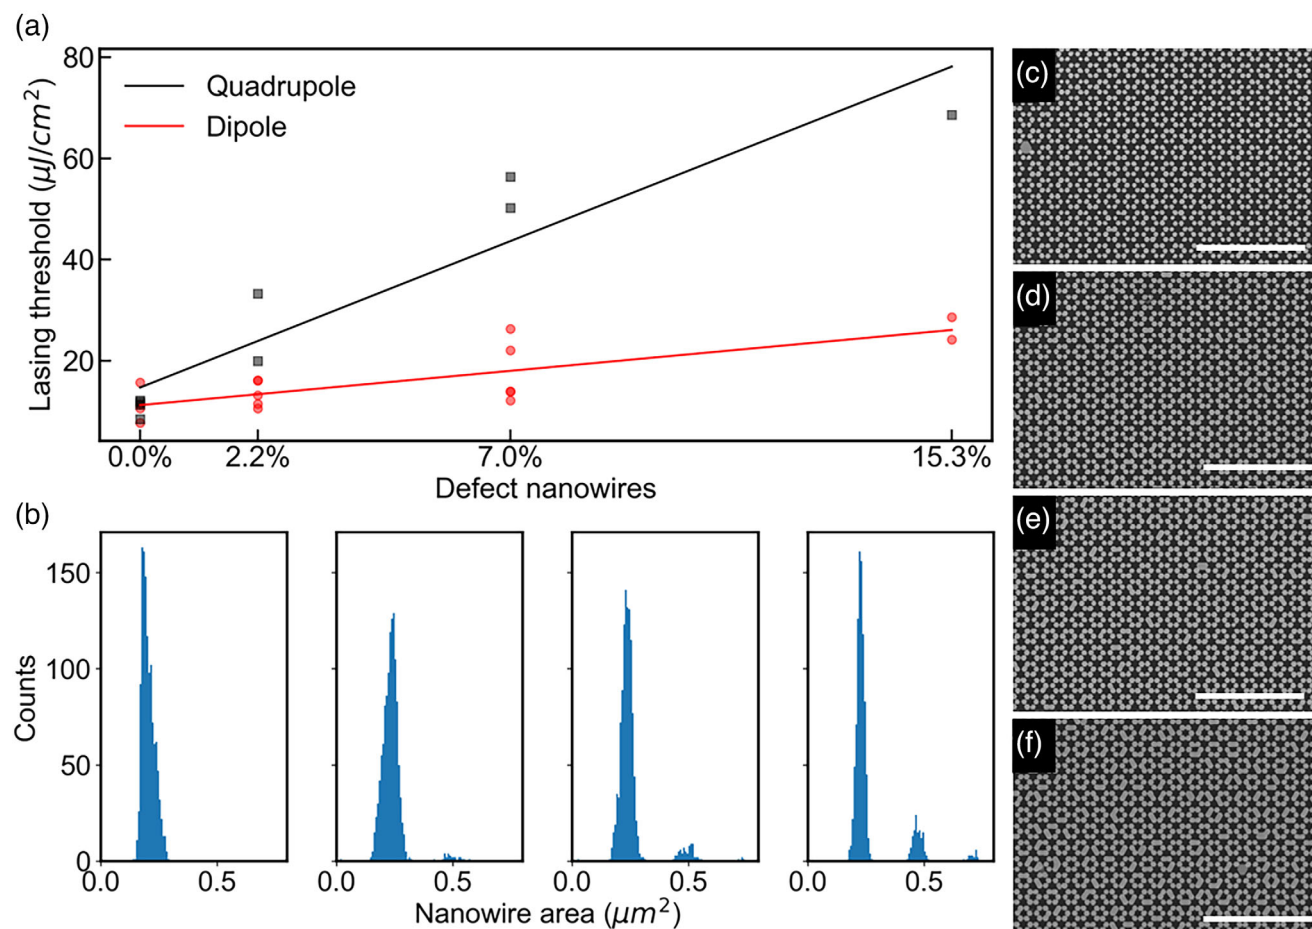 (a)
80
60
40
20
Lasing threshold (μJ/cm²)
Quadrupole
Dipole
0.0% 2.2% 7.0% 15.3%
Defect nanowires
(b)
150
100
50
0
Counts
0.0 0.5 0.0 0.5 0.0 0.5 0.0 0.5
Nanowire area (μm²)
(c)
(d)
(e)
(f)